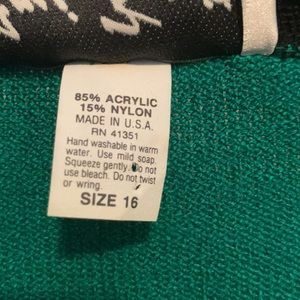 85% ACRYLIC
15% NYLON
MADE IN U.S.A.
RN 41351
Hand washable in warm
water. Use mild soap.
Squeeze gently. Do not
use bleach. Do not twist
or wring.
SIZE 16